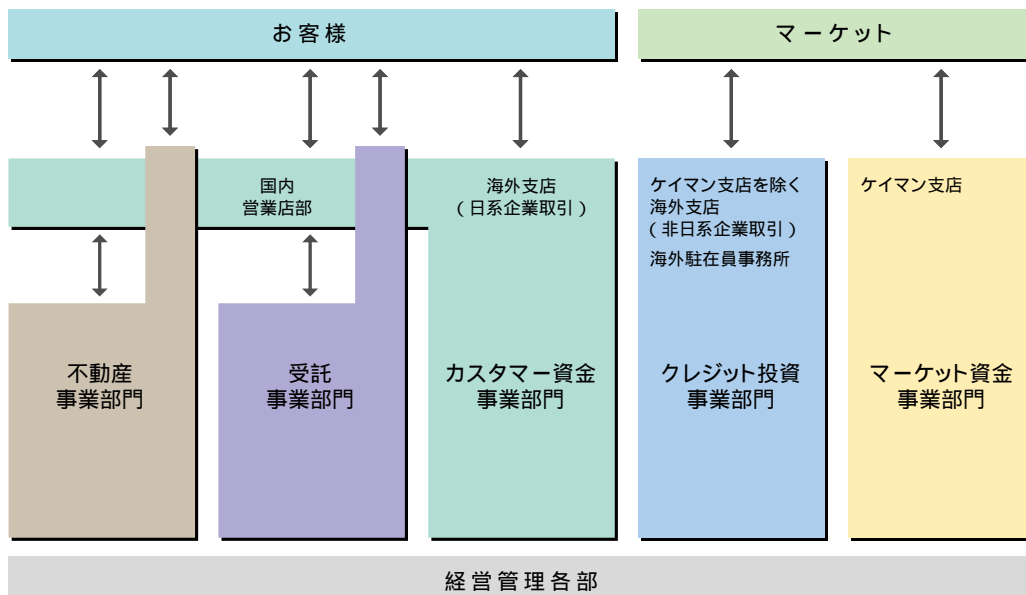 お客様
マーケット
国内
営業店部
海外支店
（日系企業取引）
ケイマン支店を除く
海外支店
（非日系企業取引）
海外駐在員事務所
ケイマン支店
不動産
事業部門
受託
事業部門
カスタマー資金
事業部門
クレジット投資
事業部門
マーケット資金
事業部門
経営管理各部